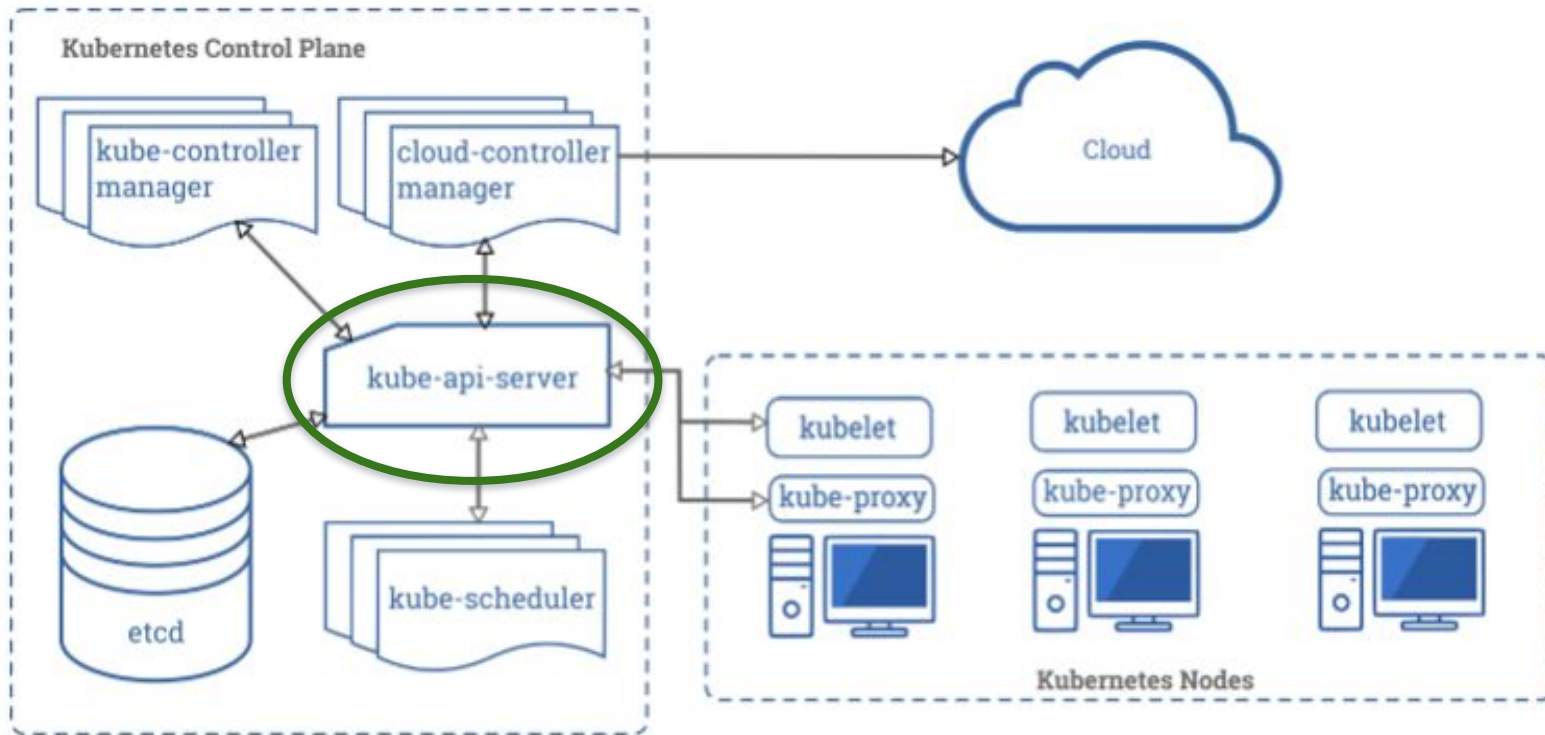 Kubernetes Control Plane
kube-controller
manager
cloud-controller
manager
Cloud
kube-api-server
etcd
kube-scheduler
kubelet
kubelet
kubelet
kube-proxy
kube-proxy
kube-proxy
Kubernetes Nodes